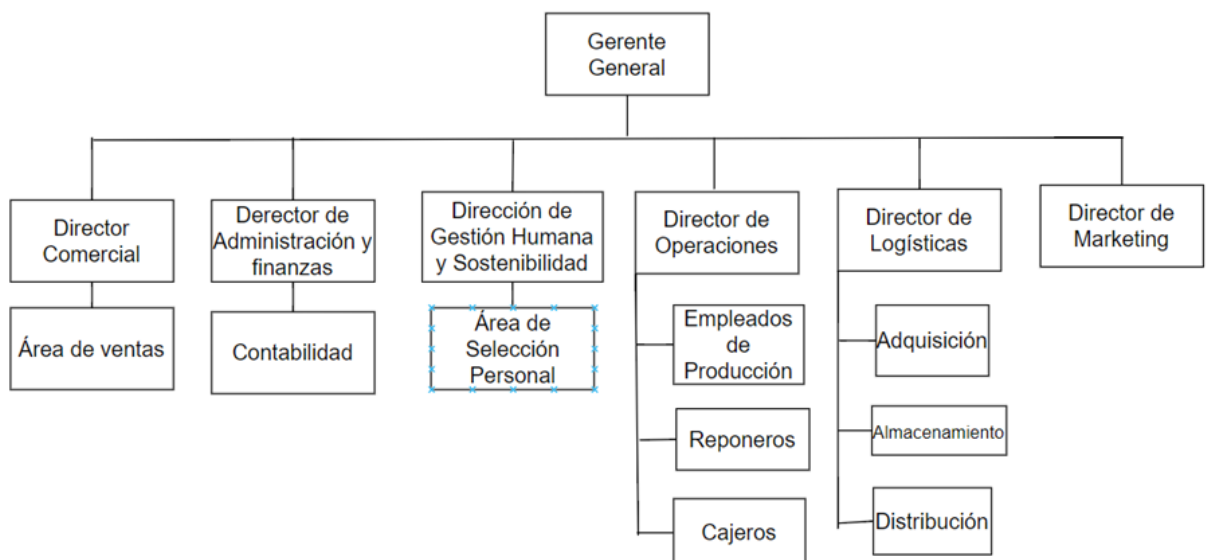 Gerente
General
Director
Comercial
Derector de
Administración y
finanzas
Dirección de
Gestión Humana
y Sostenibilidad
Director de
Operaciones
Director de
Logísticas
Director de
Marketing
Área de ventas
Contabilidad
Área de
Selección
Personal
Empleados
de
Producción
Reponeros
Cajeros
Adquisición
Almacenamiento
Distribución